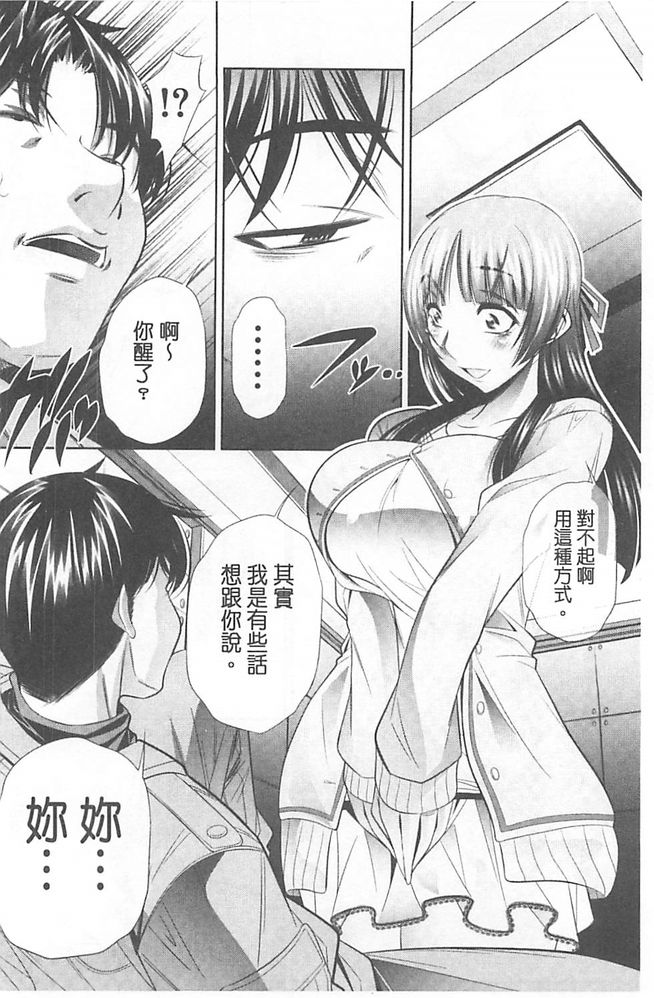 ……
!?
啊～
你醒了？
對不起啊
用這種方式。
其實
我是有些話
想跟你說。
妳……
妳……